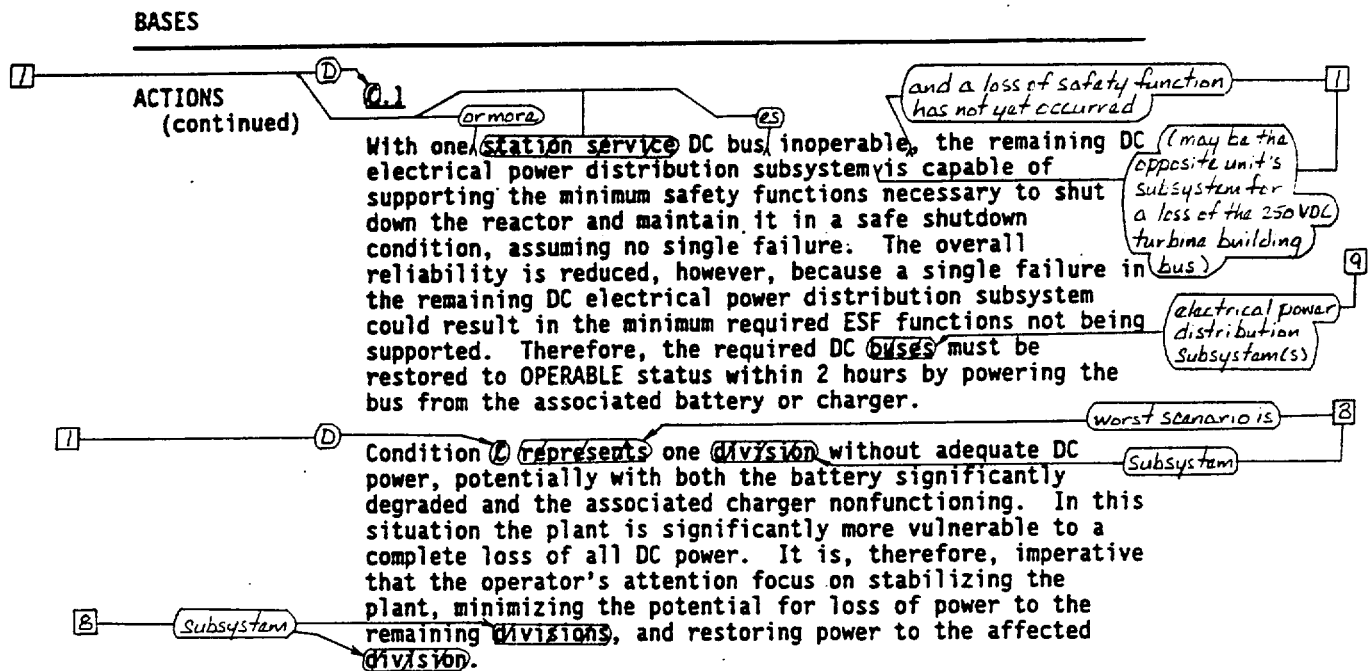 BASES
1
D
C.1
and a loss of safety function
has not yet occurred
1
ACTIONS
(continued)
or more
es
With one station service DC bus inoperable, the remaining DC
(may be the
opposite unit's
subsystem for
a loss of the 250 VDC
turbine building
bus)
electrical power distribution subsystem is capable of
supporting the minimum safety functions necessary to shut
down the reactor and maintain it in a safe shutdown
condition, assuming no single failure. The overall
reliability is reduced, however, because a single failure in
the remaining DC electrical power distribution subsystem
could result in the minimum required ESF functions not being
supported. Therefore, the required DC buses must be
restored to OPERABLE status within 2 hours by powering the
bus from the associated battery or charger.
9
electrical power
distribution
Subsystem(s)
worst scenario is
3
1
D
Condition C represents one division without adequate DC
Subsystem
power, potentially with both the battery significantly
degraded and the associated charger nonfunctioning. In this
situation the plant is significantly more vulnerable to a
complete loss of all DC power. It is, therefore, imperative
that the operator's attention focus on stabilizing the
plant, minimizing the potential for loss of power to the
remaining divisions, and restoring power to the affected
division.
Subsystem